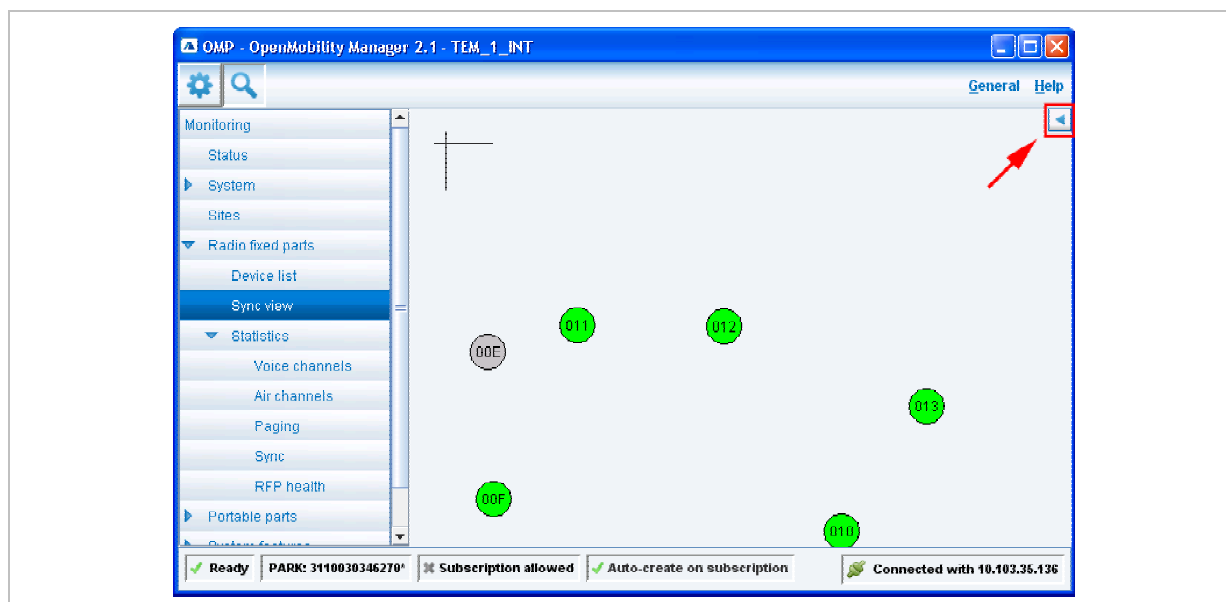 OMP - OpenMobility Manager 2.1 - TEM_1_INT
General Help
Monitoring
Status
System
Sites
Radio fixed parts
Device list
Sync view
Statistics
Voice channels
Air channels
Paging
Sync
RFP health
Portable parts
System features
011
012
00E
013
00F
010
Ready
PARK: 3110030346270*
Subscription allowed
Auto-create on subscription
Connected with 10.103.35.136